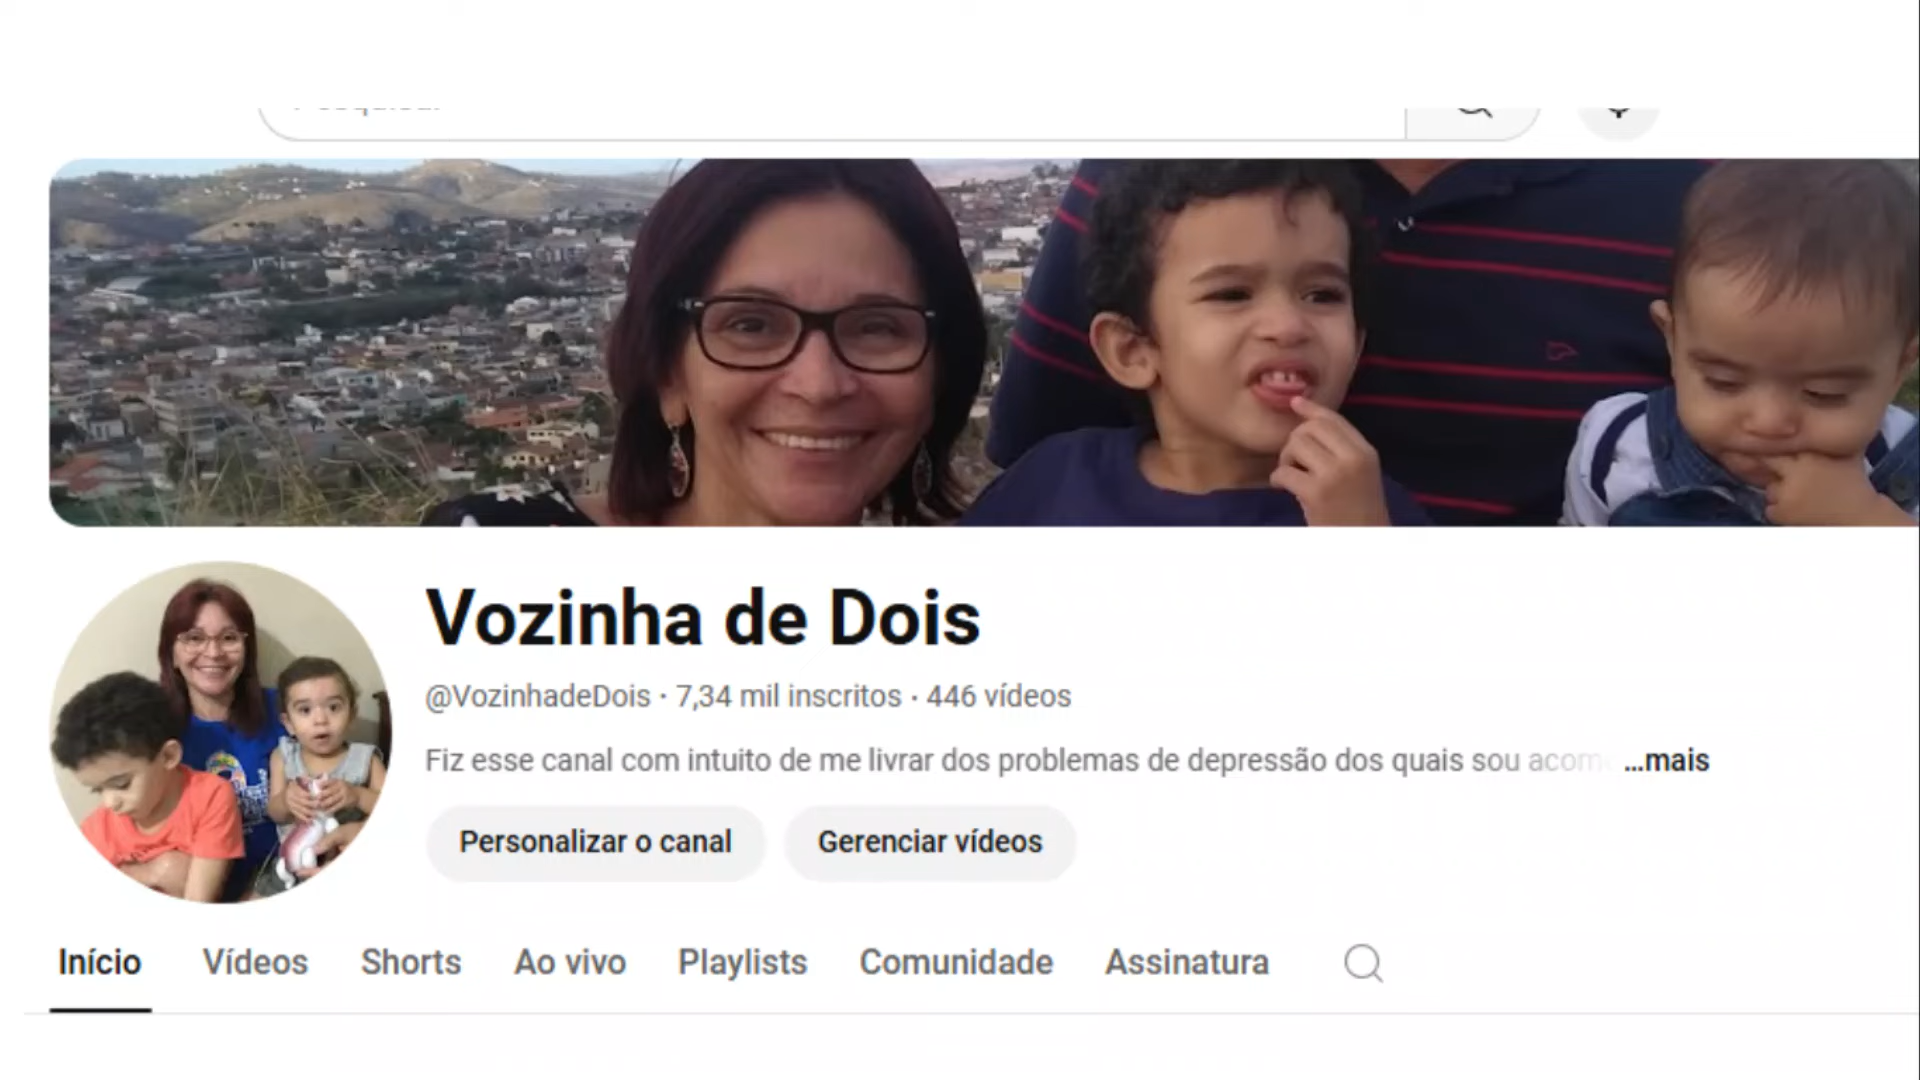 Vozinha de Dois
@VozinhadeDois · 7,34 mil inscritos · 446 vídeos
Fiz esse canal com intuito de me livrar dos problemas de depressão dos quais sou ...mais
Personalizar o canal Gerenciar vídeos
Início Vídeos Shorts Ao vivo Playlists Comunidade Assinatura